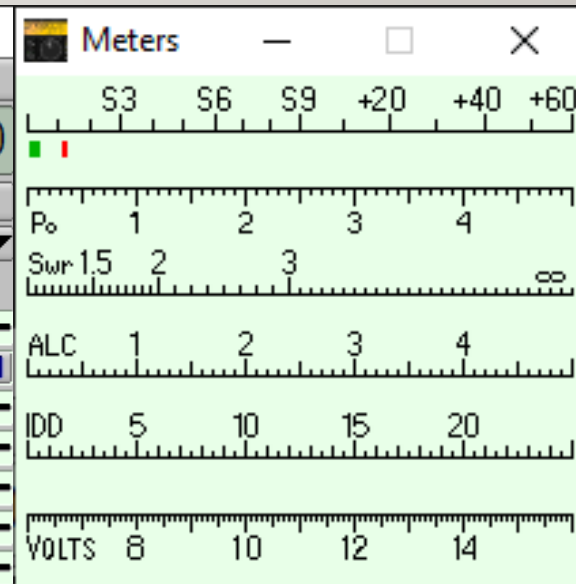 Meters
S3 S6 S9 +20 +40 +60
Po 1 2 3 4
Swr 1.5 2 3 ∞
ALC 1 2 3 4
IDD 5 10 15 20
VOLTS 8 10 12 14